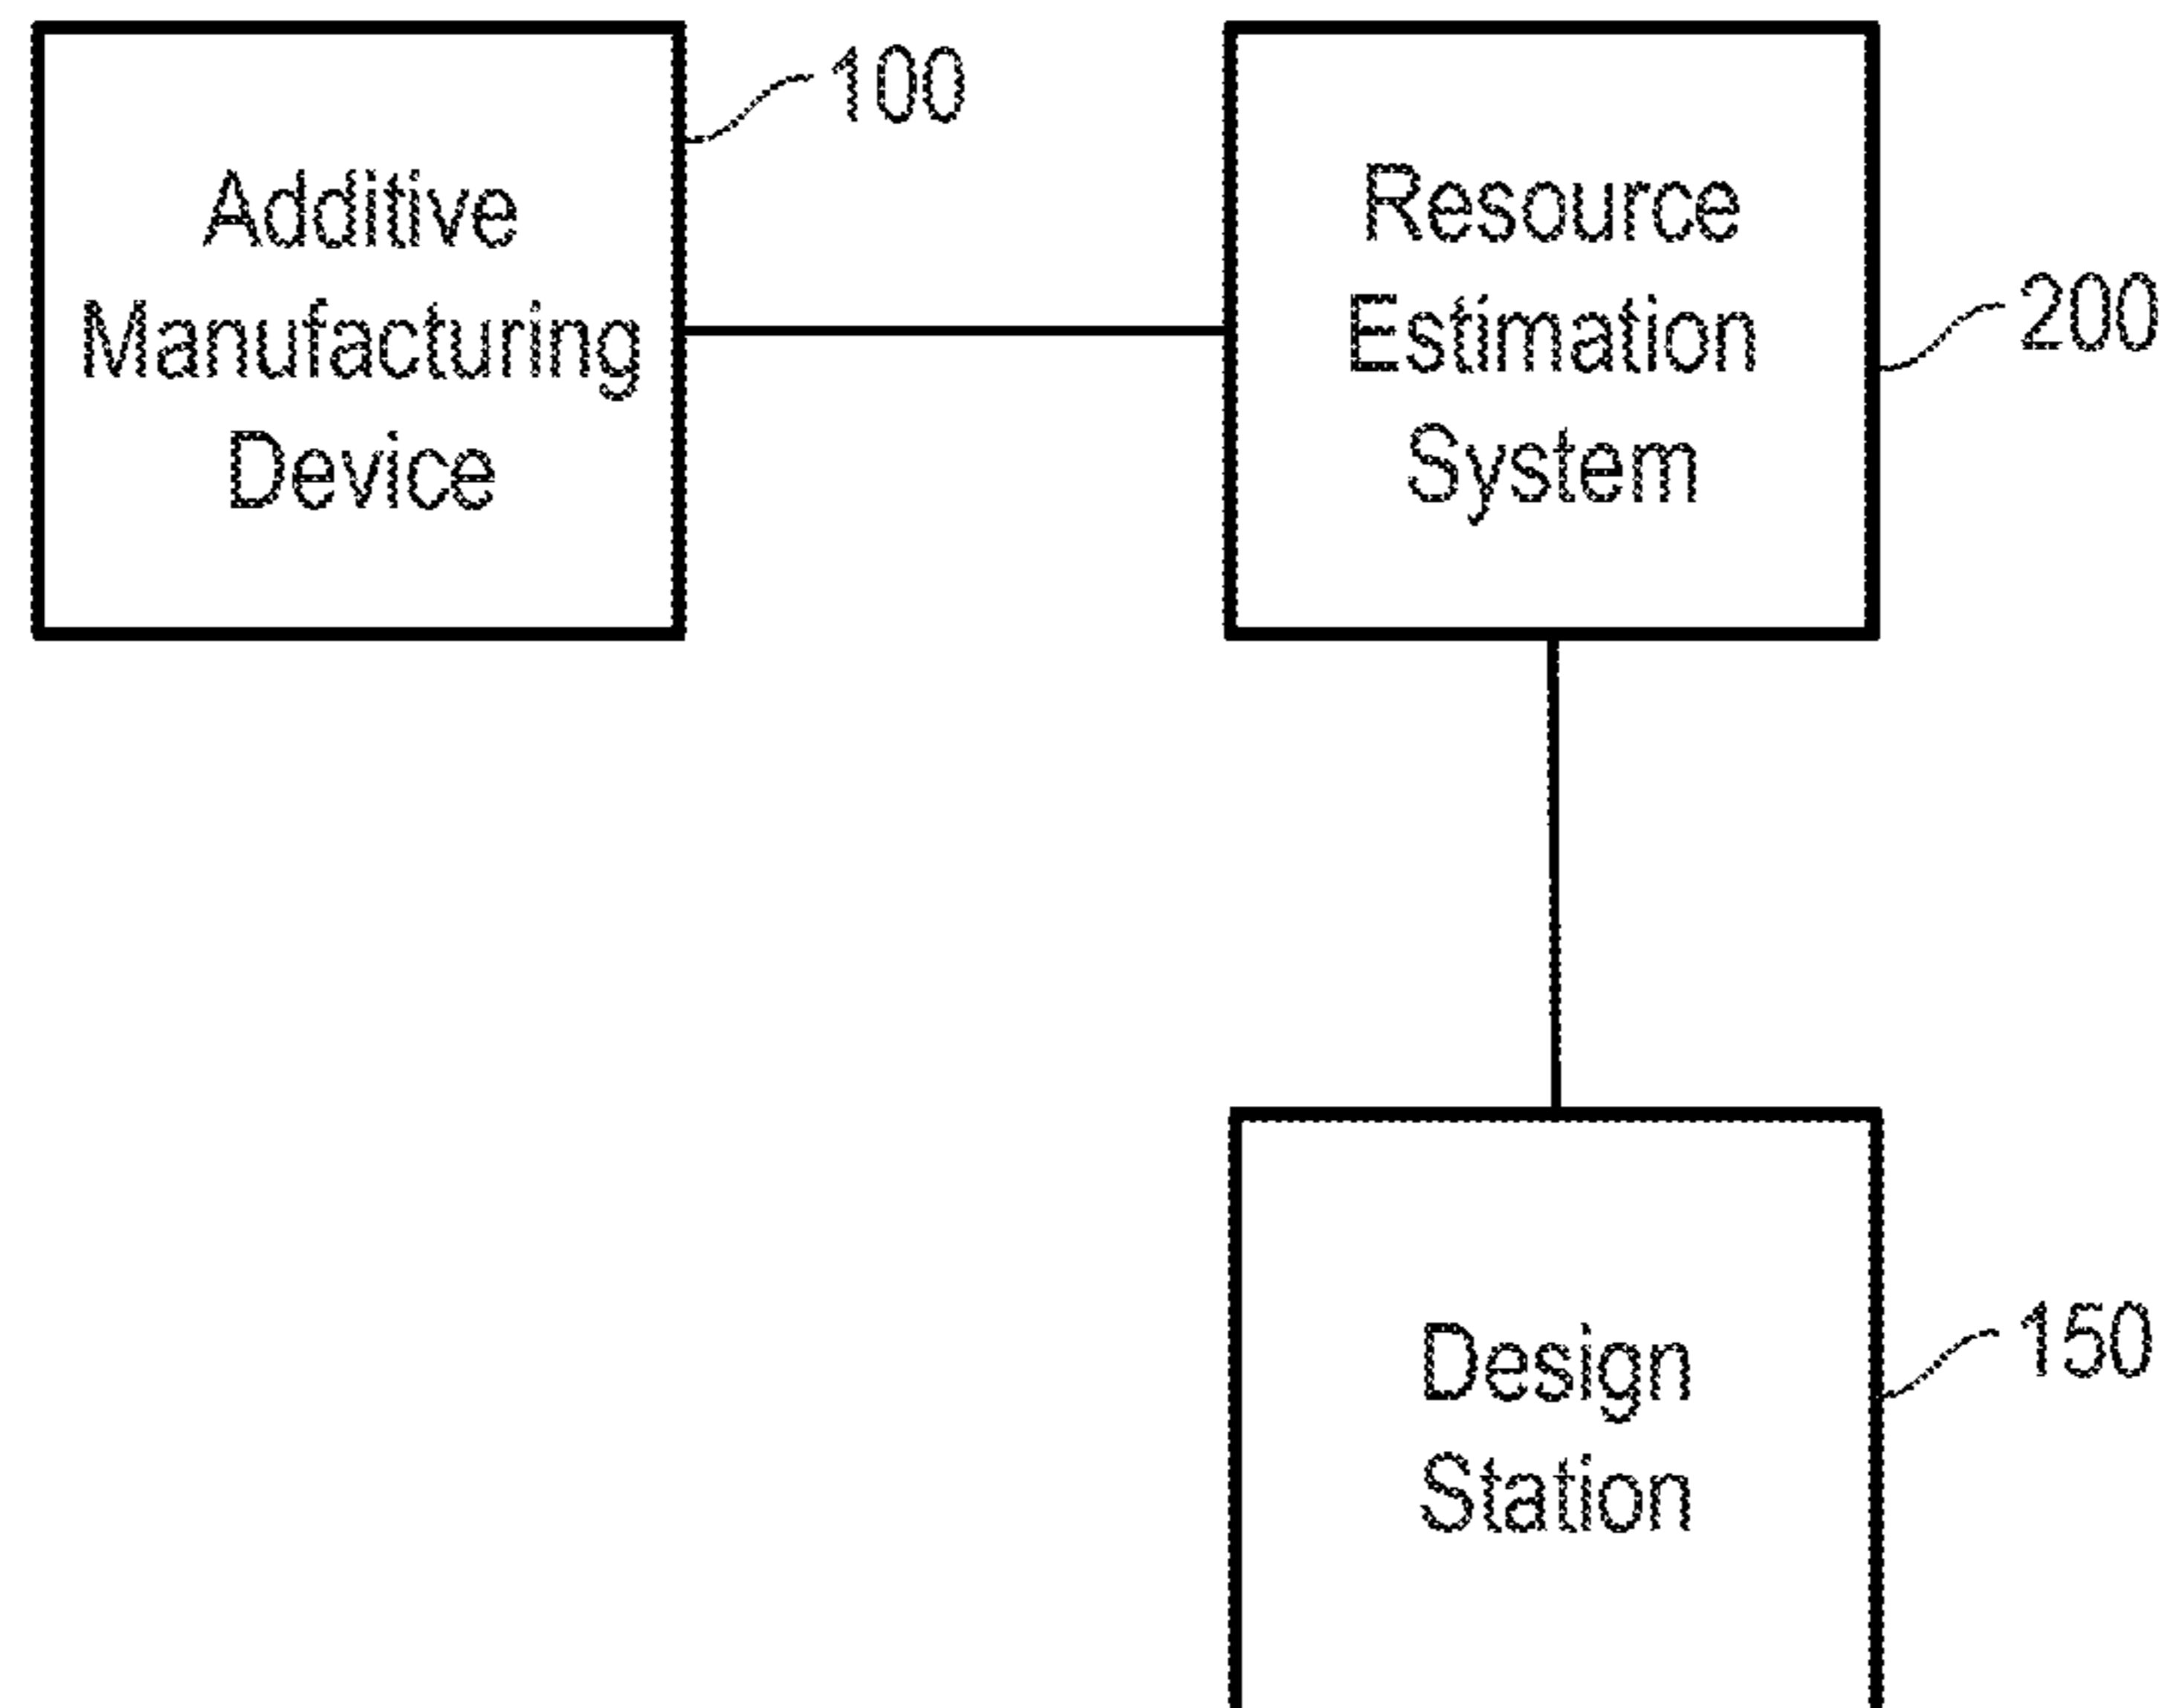 100
Additive
Manufacturing
Device
Resource
Estimation
System
200
Design
Station
150